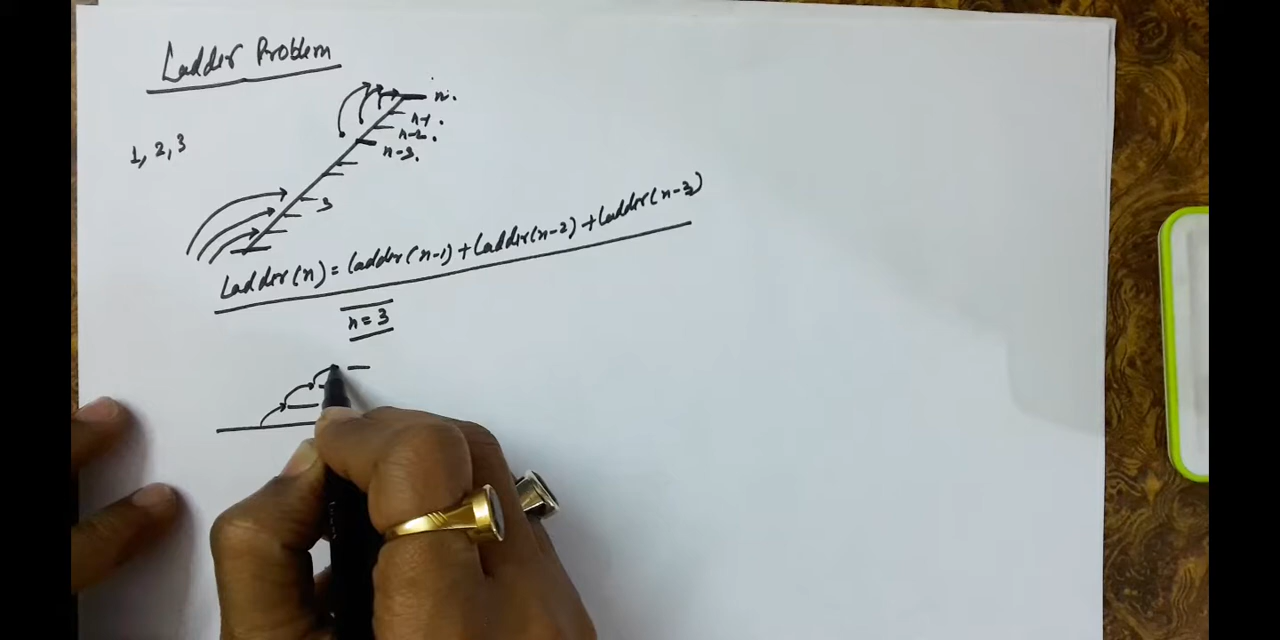 Ladder Problem
n.
n-1.
n-2.
1, 2, 3
n-3.
3
Ladder(n) = Ladder(n-1) + Ladder(n-2) + Ladder(n-3)
n = 3